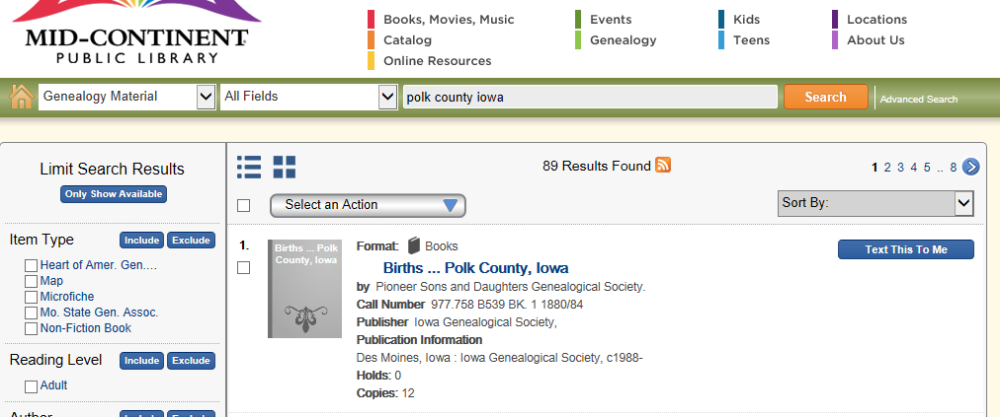 MID-CONTINENT
PUBLIC LIBRARY
Books, Movies, Music
Catalog
Online Resources
Events
Genealogy
Kids
Teens
Locations
About Us
Genealogy Material
All Fields
polk county iowa
Search
Advanced Search
Limit Search Results
Only Show Available
Item Type
Include
Exclude
Heart of Amer. Gen....
Map
Microfiche
Mo. State Gen. Assoc.
Non-Fiction Book
Reading Level
Include
Exclude
Adult
Author
Include
Exclude
89 Results Found
1 2 3 4 5 .. 8
Select an Action
Sort By:
1.
Births ... Polk
County, Iowa
Format: Books
Births ... Polk County, Iowa
by Pioneer Sons and Daughters Genealogical Society.
Call Number 977.758 B539 BK. 1 1880/84
Publisher Iowa Genealogical Society,
Publication Information
Des Moines, Iowa : Iowa Genealogical Society, c1988-
Holds: 0
Copies: 12
Text This To Me